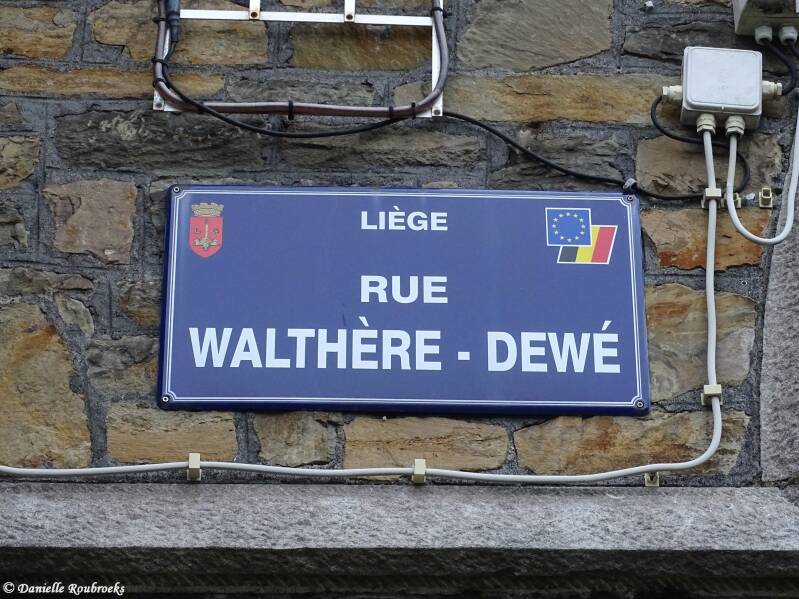 LIÈGE
RUE
WALTHÈRE - DEWÉ
© Danielle Roubroeks